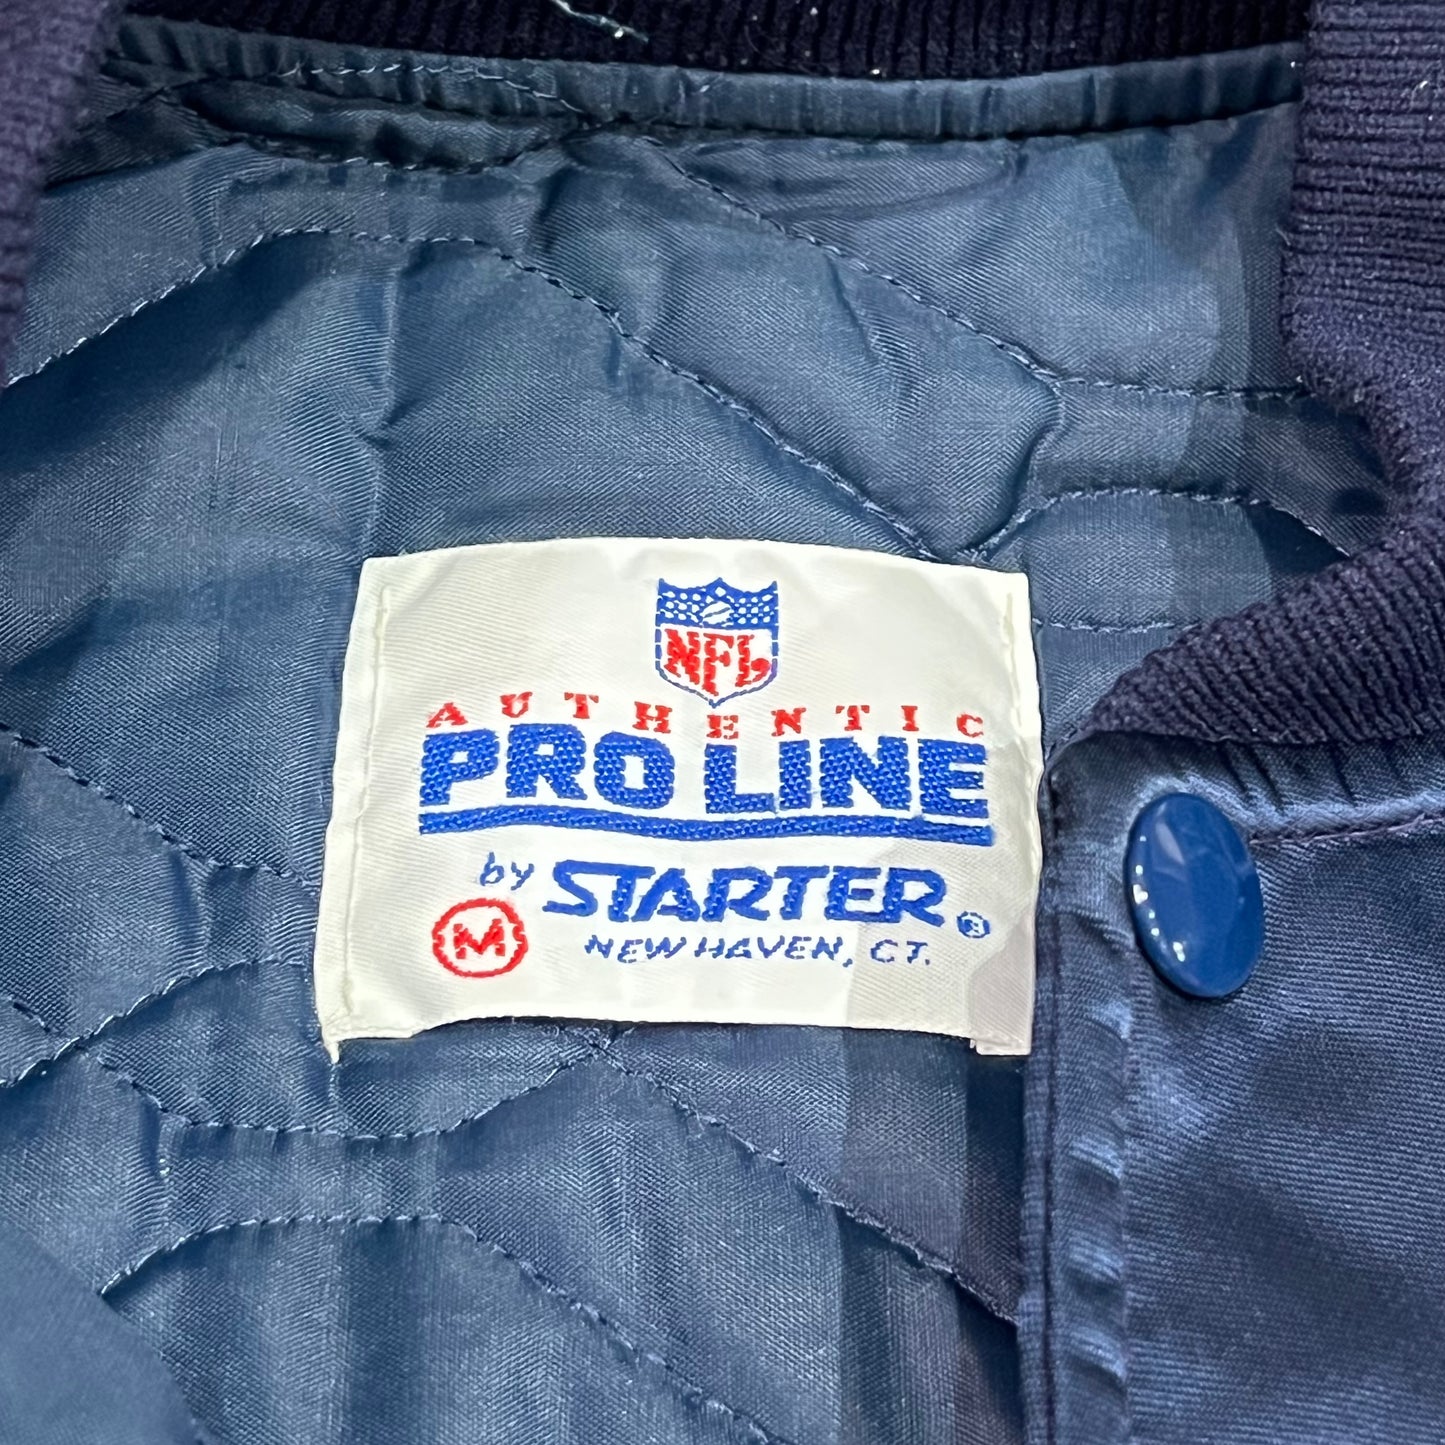 NFL
AUTHENTIC
PRO LINE
by STARTER ®
M
NEW HAVEN, CT.